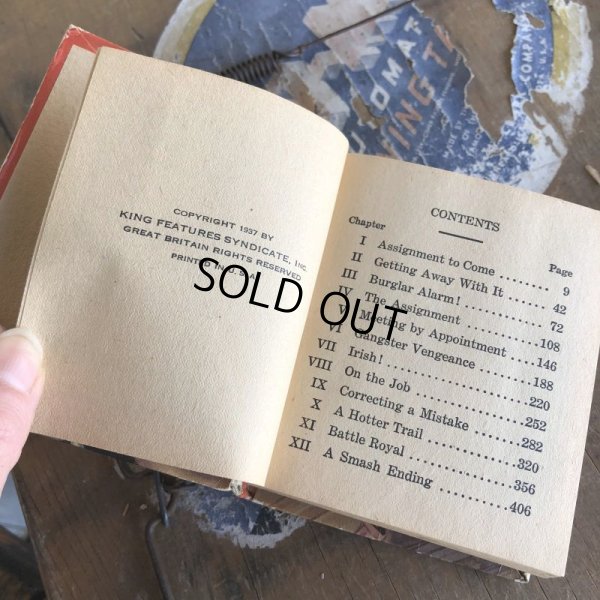 COPYRIGHT 1937 BY
KING FEATURES SYNDICATE, INC.
GREAT BRITAIN RIGHTS RESERVED
PRINTED IN U.S.A.
CONTENTS
Chapter Page
I Assignment to Come ........ 9
II Getting Away With It ..... 42
III Burglar Alarm! ........... 72
IV The Assignment .......... 108
V Meeting by Appointment .... 146
VI Gangster Vengeance ....... 188
VII Irish! .................. 220
VIII On the Job ............. 252
IX Correcting a Mistake ..... 282
X A Hotter Trail ........... 320
XI Battle Royal ............ 356
XII A Smash Ending .......... 406
SOLD OUT
COMPANY
U.S.A.